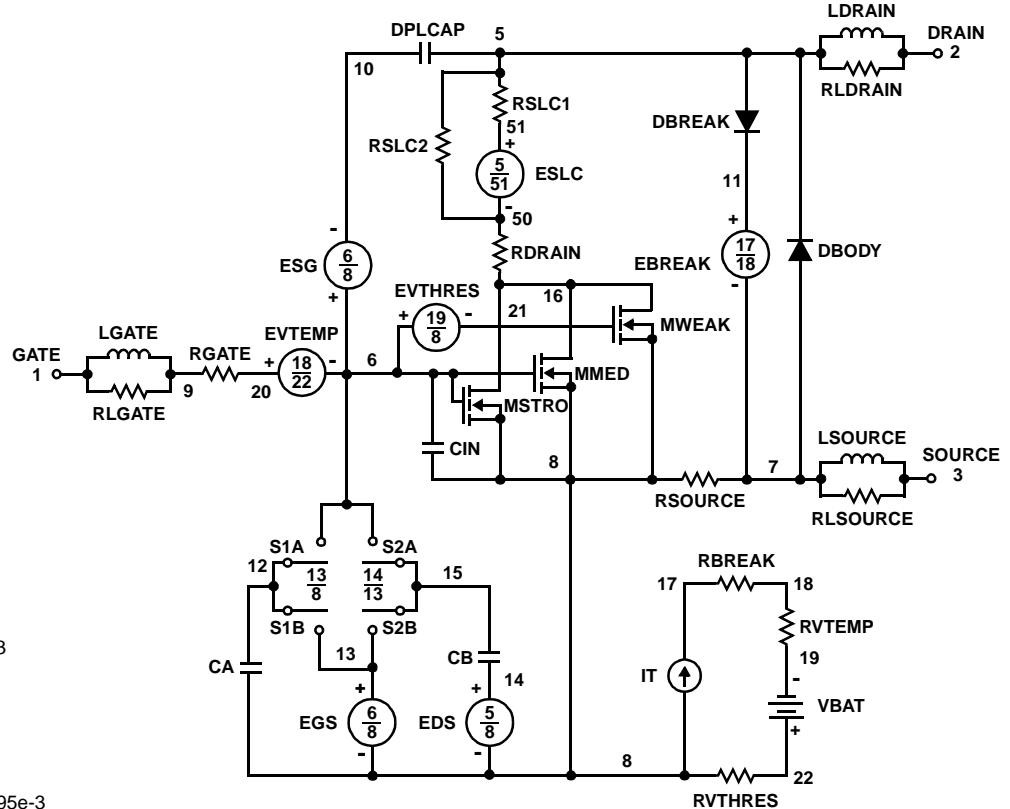 LDRAIN
DPLCAP
5
DRAIN
2
10
RLDRAIN
RSLC1
51
DBREAK
RSLC2
+
5
51
ESLC
11
-
50
-
+
RDRAIN
17
18
DBODY
ESG
6
8
EBREAK
EVTHRES
16
-
+
+
19
8
-
21
MWEAK
LGATE
EVTEMP
GATE
1
RGATE
+
18
22
-
6
MMED
9
20
RLGATE
MSTRO
CIN
LSOURCE
8
7
SOURCE
3
RSOURCE
RLSOURCE
S1A
S2A
12
13
8
14
13
15
RBREAK
17
18
S1B
S2B
RVTEMP
8
13
CB
19
CA
14
IT
-
+
+
VBAT
EGS
6
8
EDS
5
8
+
-
-
8
22
95e-3
RVTHRES